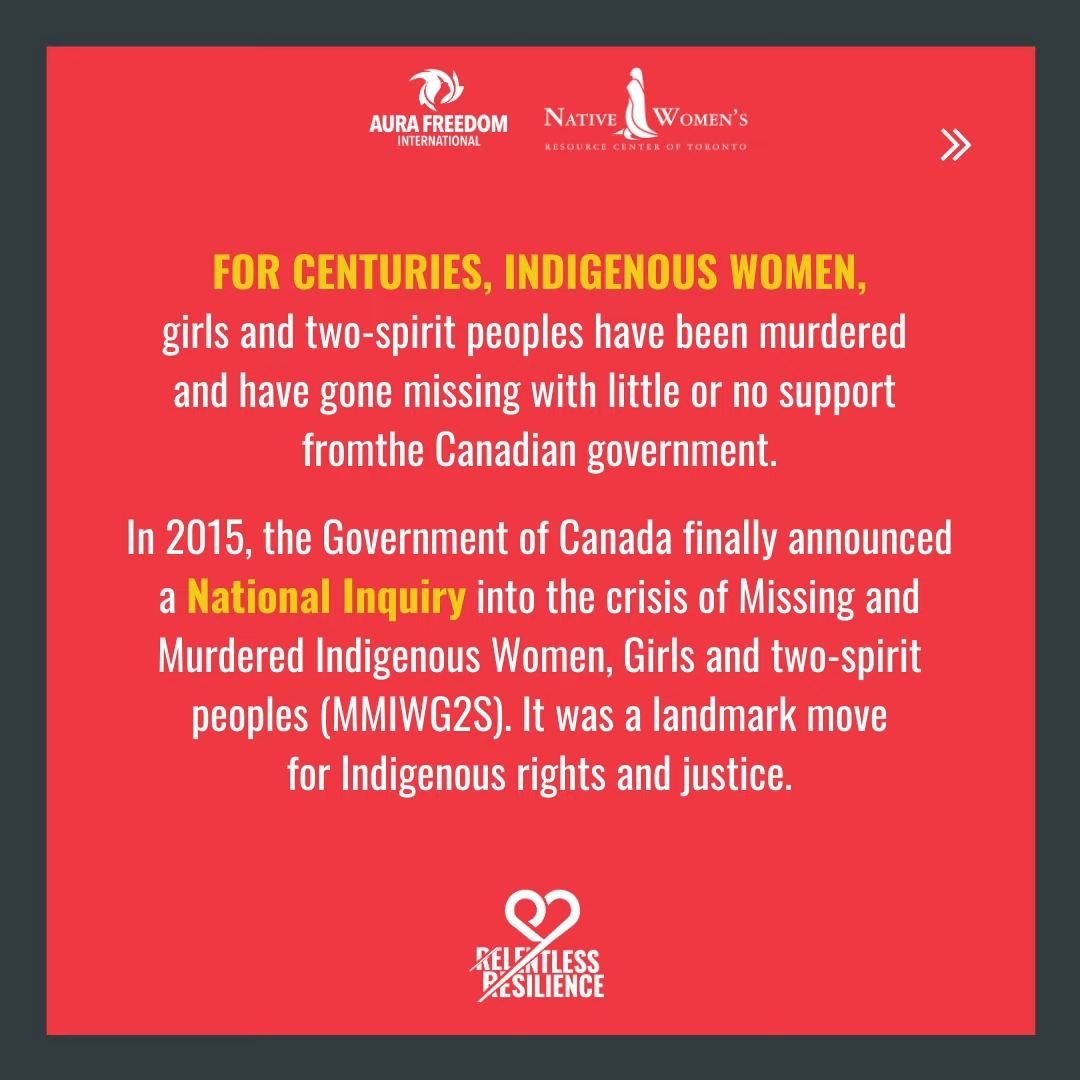 AURA FREEDOM
INTERNATIONAL
NATIVE WOMEN'S
RESOURCE CENTER OF TORONTO
FOR CENTURIES, INDIGENOUS WOMEN,
girls and two-spirit peoples have been murdered
and have gone missing with little or no support
fromthe Canadian government.
In 2015, the Government of Canada finally announced
a National Inquiry into the crisis of Missing and
Murdered Indigenous Women, Girls and two-spirit
peoples (MMIWG2S). It was a landmark move
for Indigenous rights and justice.
RELENTLESS
RESILIENCE